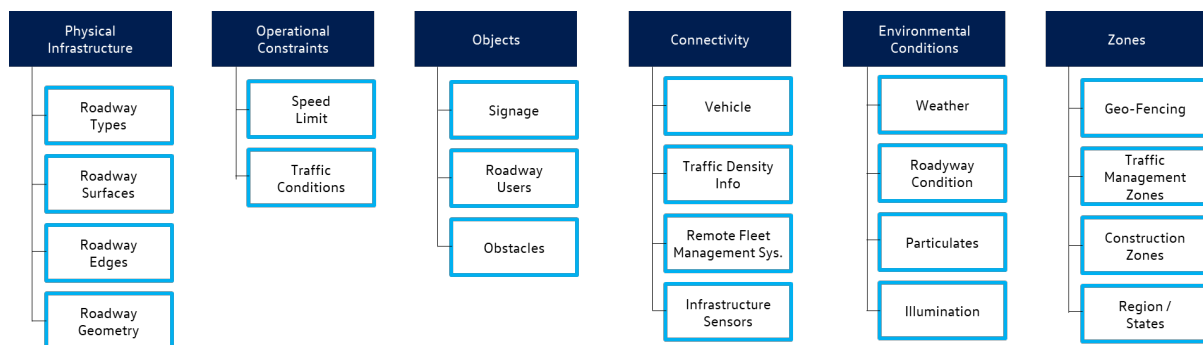 Physical
Infrastructure
Roadway
Types
Roadway
Surfaces
Roadway
Edges
Roadway
Geometry
Operational
Constraints
Speed
Limit
Traffic
Conditions
Objects
Signage
Roadway
Users
Obstacles
Connectivity
Vehicle
Traffic Density
Info
Remote Fleet
Management Sys.
Infrastructure
Sensors
Environmental
Conditions
Weather
Roadyway
Condition
Particulates
Illumination
Zones
Geo-Fencing
Traffic
Management
Zones
Construction
Zones
Region /
States